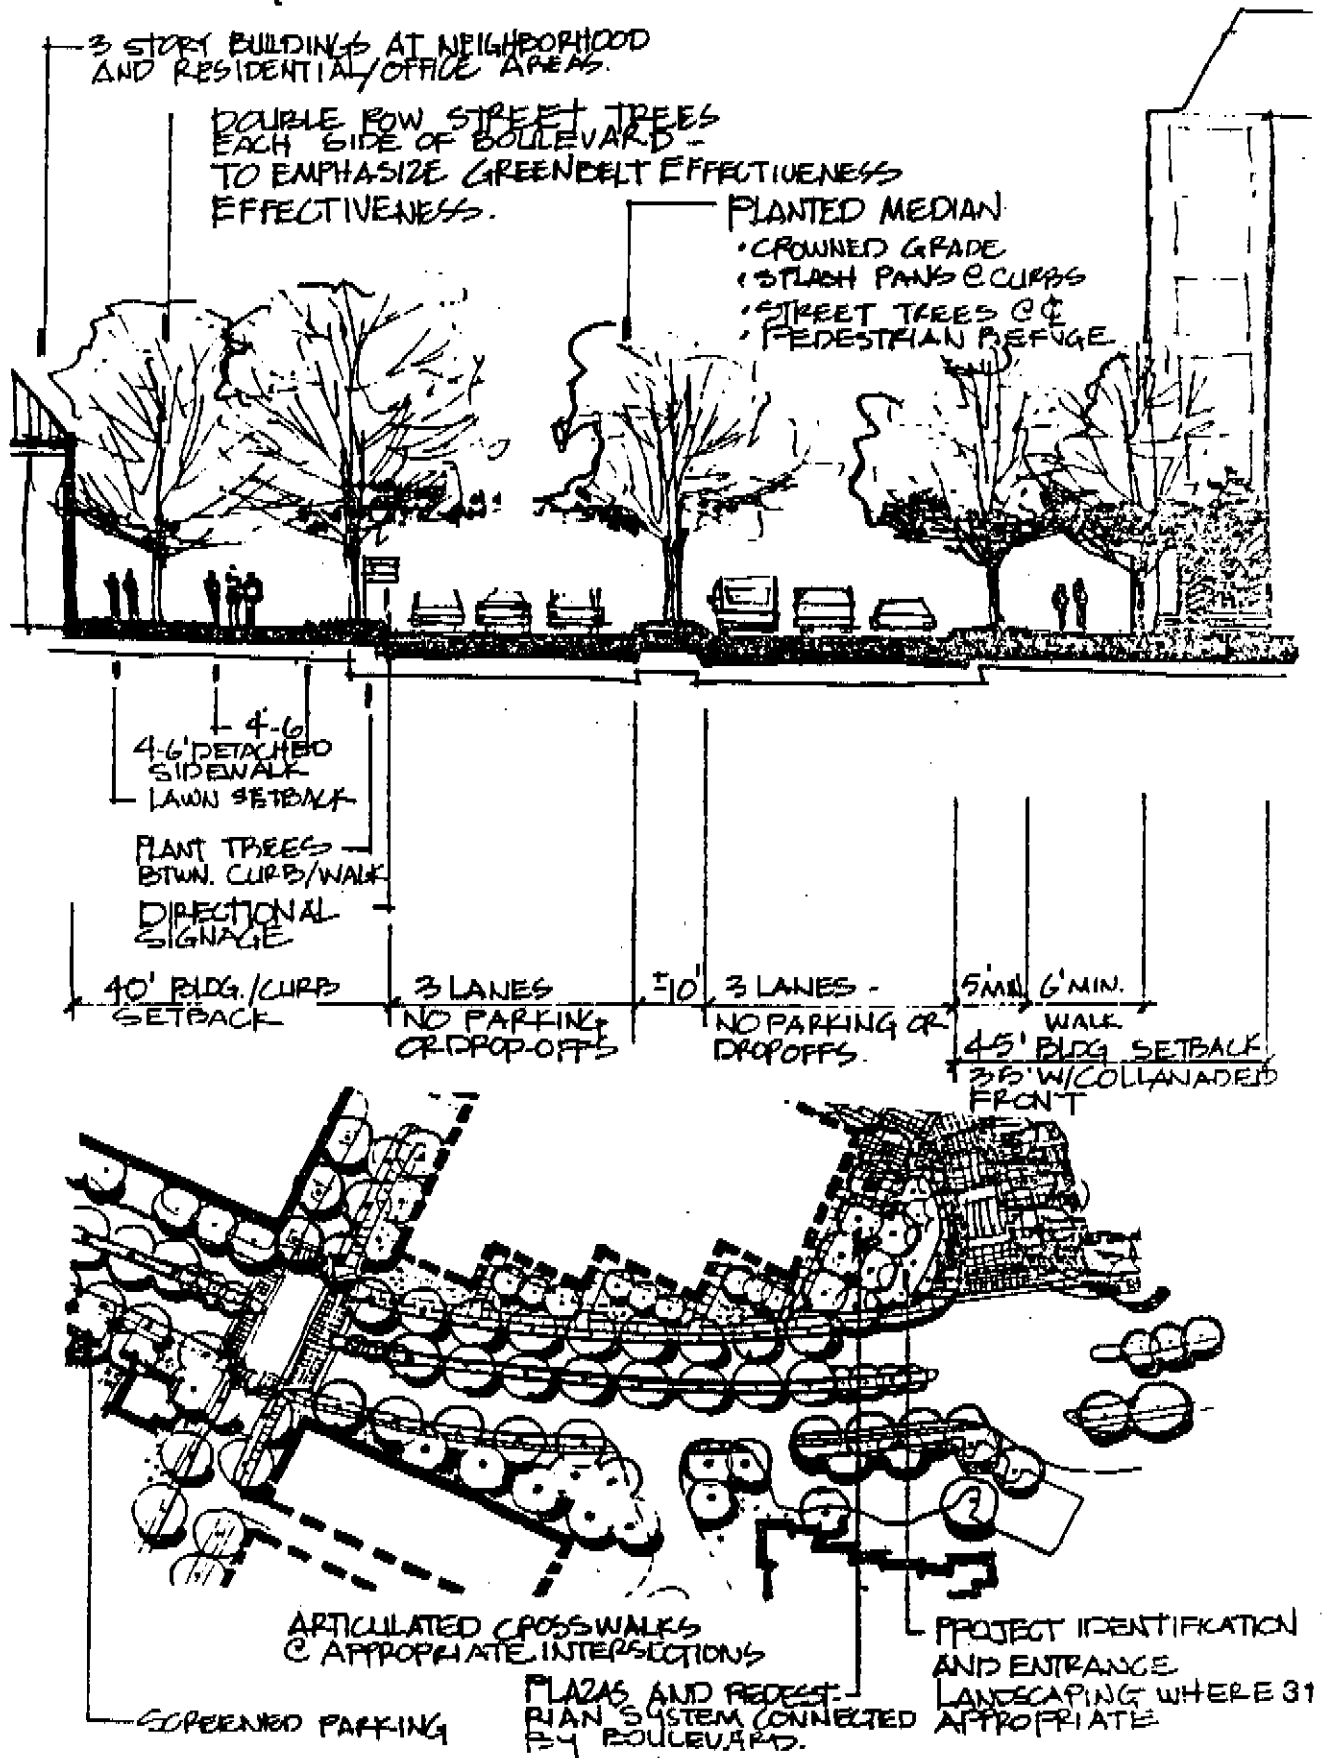 3 STORY BUILDINGS AT NEIGHBORHOOD
AND RESIDENTIAL/OFFICE AREAS.
DOUBLE ROW STREET TREES
EACH SIDE OF BOULEVARD -
TO EMPHASIZE GREENBELT EFFECTIVENESS
EFFECTIVENESS.
PLANTED MEDIAN
• CROWNED GRADE
• SPLASH PANS @ CURBS
• STREET TREES @ ℄
• PEDESTRIAN REFUGE
4-6
4-6' DETACHED
SIDEWALK
LAWN SETBACK
PLANT TREES
BTWN. CURB/WALK
DIRECTIONAL
SIGNAGE
40' BLDG./CURB
SETBACK
3 LANES
NO PARKING
OR DROP-OFFS
±10'
3 LANES -
NO PARKING OR
DROPOFFS.
5' MIN
6' MIN.
WALK
45' BLDG SETBACK
35' W/COLLANADED
FRONT
ARTICULATED CROSSWALKS
@ APPROPRIATE INTERSECTIONS
PROJECT IDENTIFICATION
AND ENTRANCE
LANDSCAPING WHERE 31
APPROPRIATE
PLAZAS AND PEDEST-
RIAN SYSTEM CONNECTED
BY BOULEVARD.
SCREENED PARKING